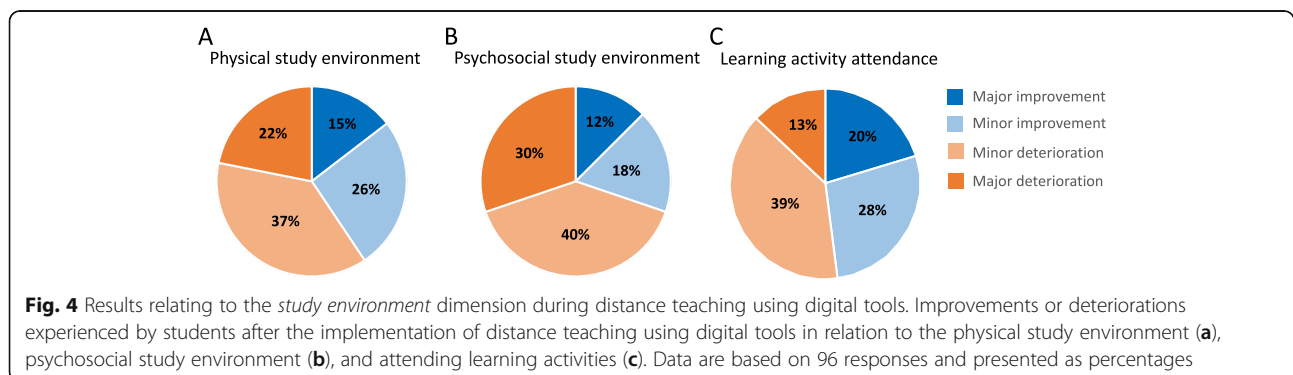 A
Physical study environment
15%
26%
37%
22%
B
Psychosocial study environment
12%
18%
40%
30%
C
Learning activity attendance
20%
28%
39%
13%
Major improvement
Minor improvement
Minor deterioration
Major deterioration
Fig. 4 Results relating to the study environment dimension during distance teaching using digital tools. Improvements or deteriorations
experienced by students after the implementation of distance teaching using digital tools in relation to the physical study environment (a),
psychosocial study environment (b), and attending learning activities (c). Data are based on 96 responses and presented as percentages